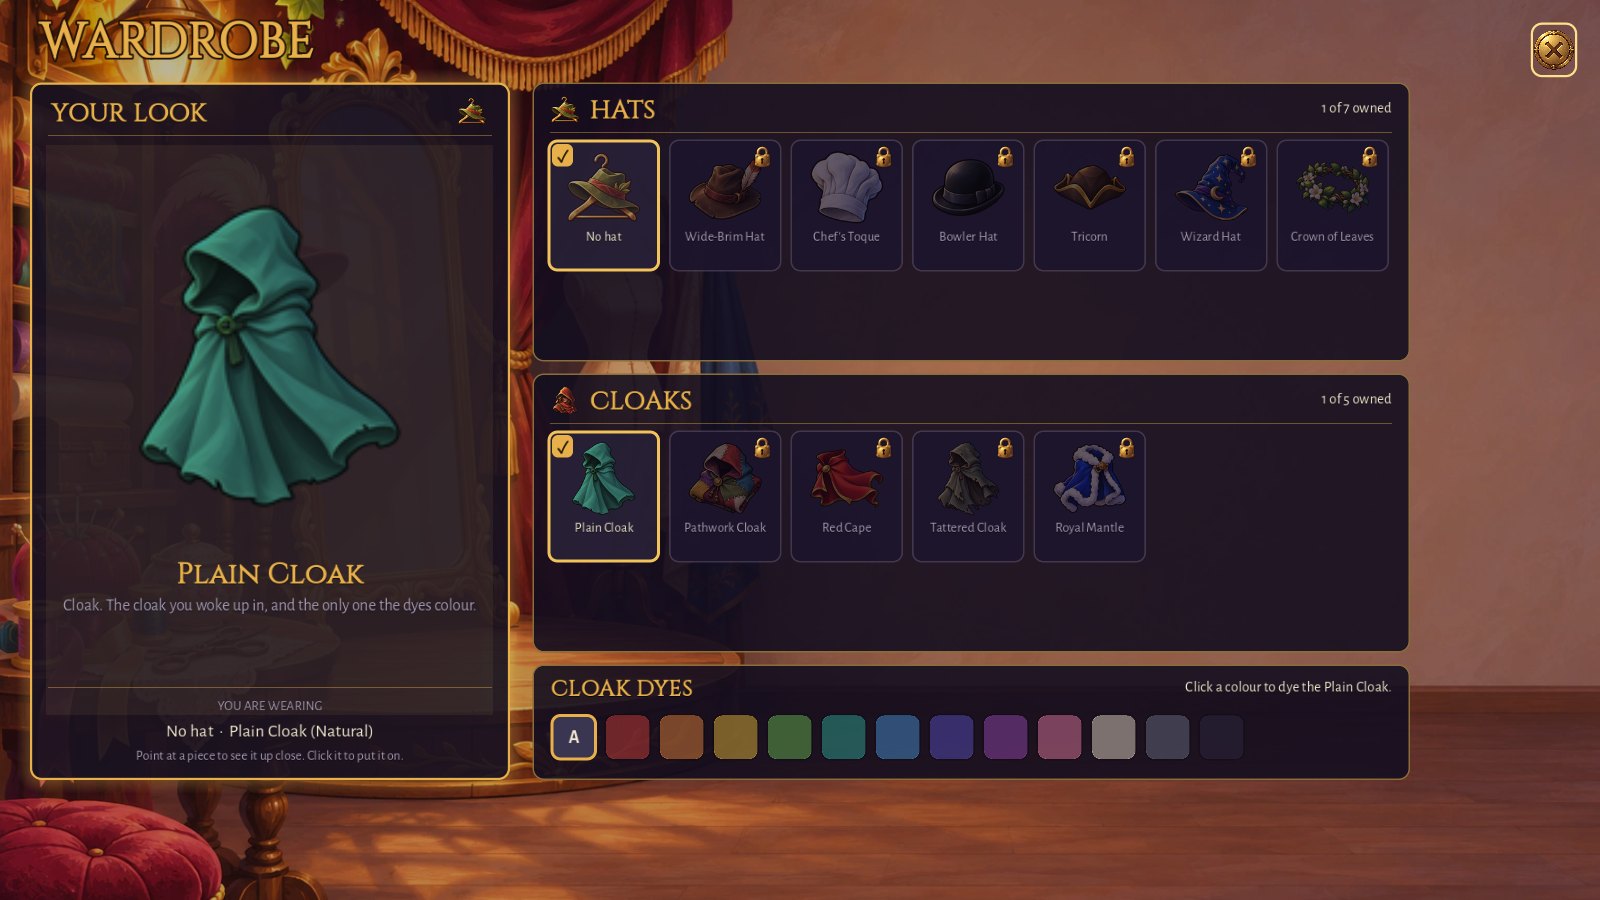 WARDROBE
YOUR LOOK
PLAIN CLOAK
Cloak. The cloak you woke up in, and the only one the dyes colour.
YOU ARE WEARING
No hat · Plain Cloak (Natural)
Point at a piece to see it up close. Click it to put it on.
HATS
1 of 7 owned
No hat
Wide-Brim Hat
Chef's Toque
Bowler Hat
Tricorn
Wizard Hat
Crown of Leaves
CLOAKS
1 of 5 owned
Plain Cloak
Pathwork Cloak
Red Cape
Tattered Cloak
Royal Mantle
CLOAK DYES
Click a colour to dye the Plain Cloak.
A